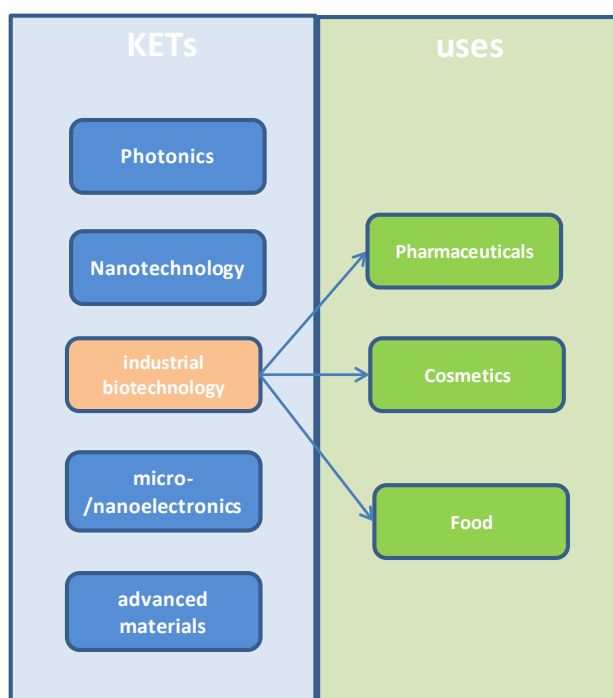 KETs
Photonics
Nanotechnology
industrial
biotechnology
micro-
/nanoelectronics
advanced
materials
uses
Pharmaceuticals
Cosmetics
Food